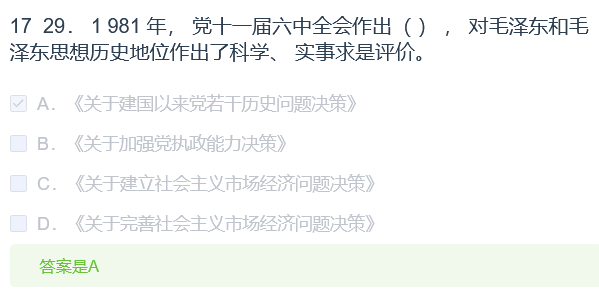 17 29． 1 981 年， 党十一届六中全会作出（ ） ， 对毛泽东和毛
泽东思想历史地位作出了科学、 实事求是评价。
A．《关于建国以来党若干历史问题决策》
B．《关于加强党执政能力决策》
C．《关于建立社会主义市场经济问题决策》
D．《关于完善社会主义市场经济问题决策》
答案是A